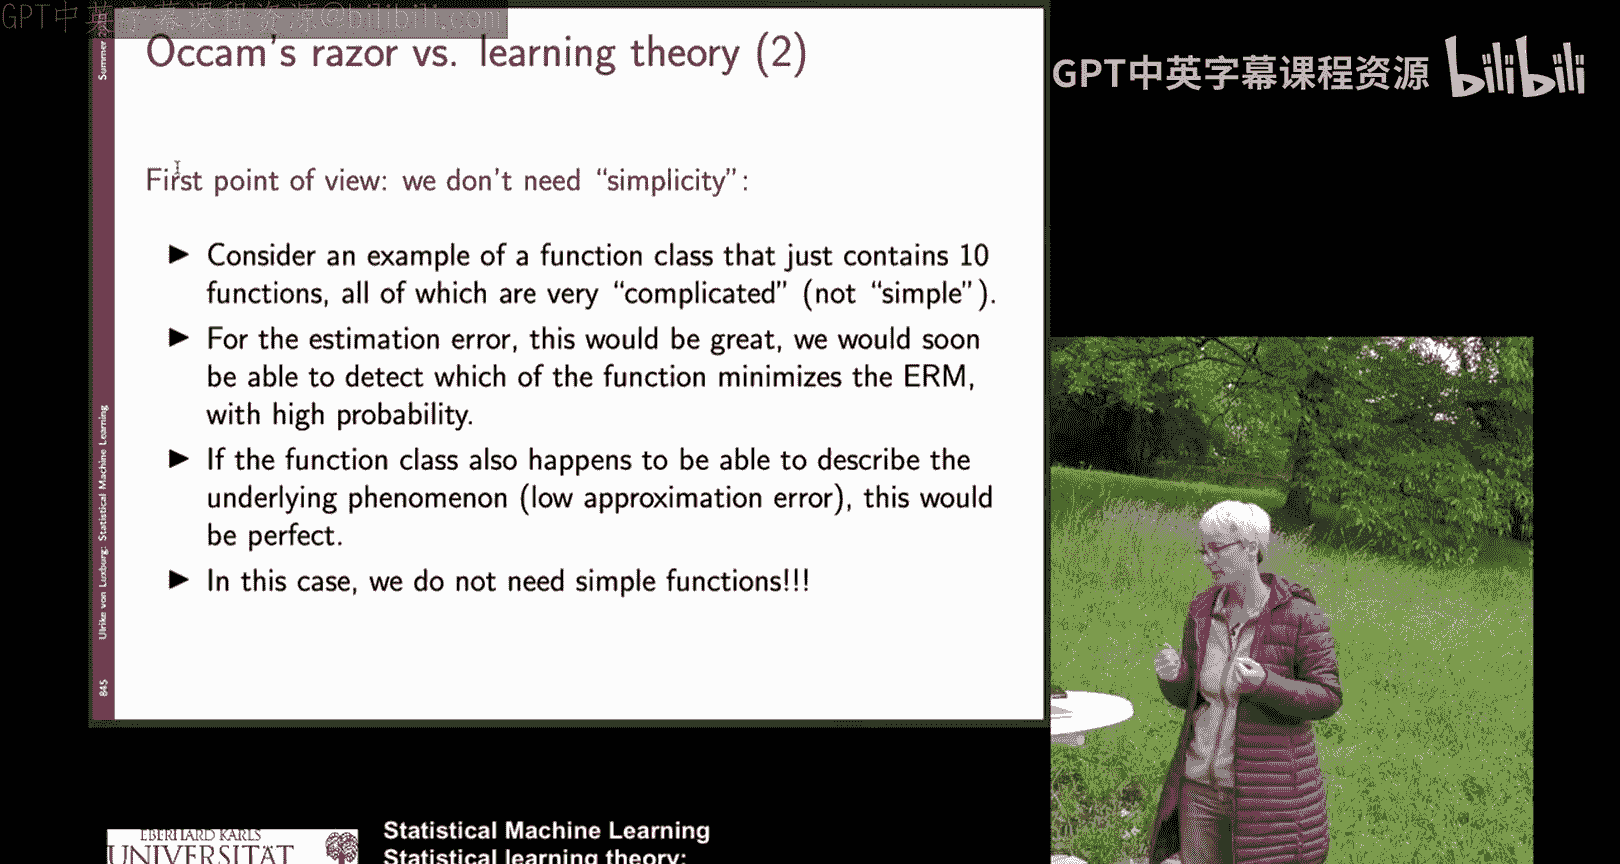 GPT中英字幕课程资源@bilibili.com
Summer
Occam's razor vs. learning theory (2)
GPT中英字幕课程资源 bilibili
First point of view: we don't need "simplicity":
► Consider an example of a function class that just contains 10
functions, all of which are very "complicated" (not "simple").
► For the estimation error, this would be great, we would soon
be able to detect which of the function minimizes the ERM,
with high probability.
► If the function class also happens to be able to describe the
underlying phenomenon (low approximation error), this would
be perfect.
► In this case, we do not need simple functions!!!
Ulrike von Luxburg: Statistical Machine Learning
845
EBERHARD KARLS
UNIVERSITÄT
Statistical Machine Learning
Statistical learning theory: